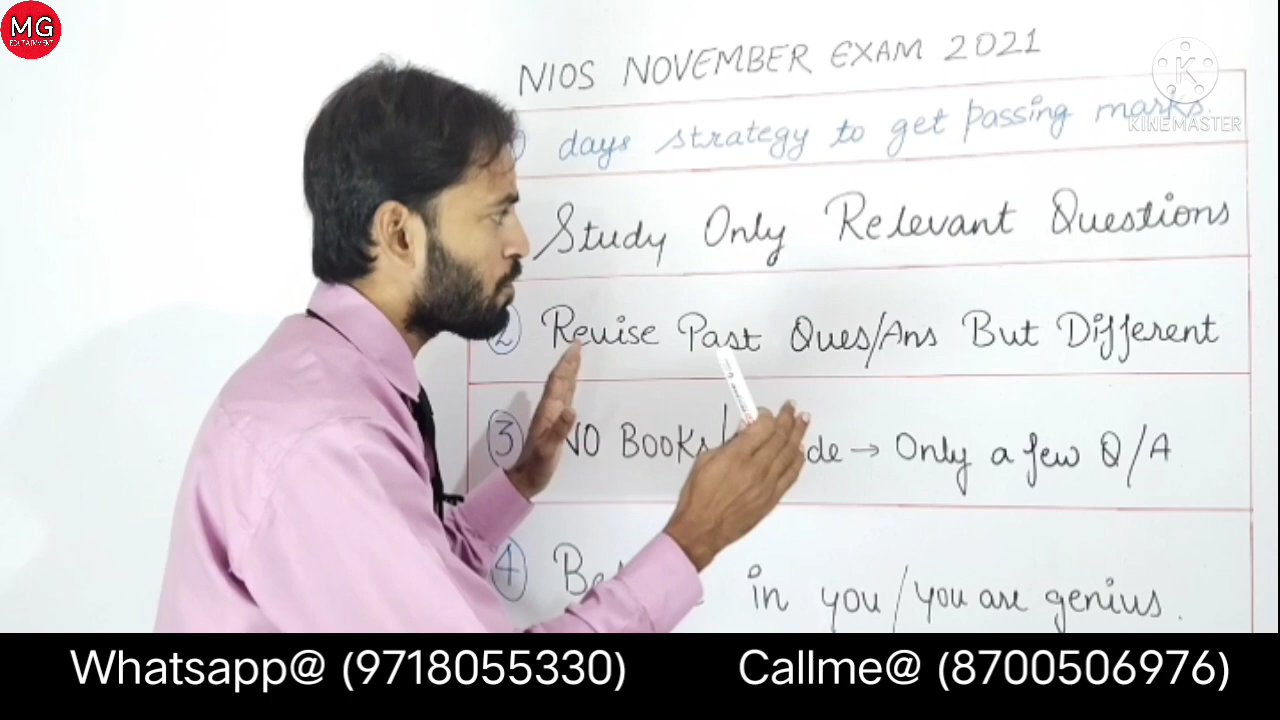 MG
EDUTAINMENT
NIOS NOVEMBER EXAM 2021
days strategy to get passing marks.
KINEMASTER
Study Only Relevant Questions
② Revise Past Ques/Ans But Different
③ NO BOOKS/ → Only a few Q/A
④ in you/you are genius.
Whatsapp@ (9718055330) Callme@ (8700506976)